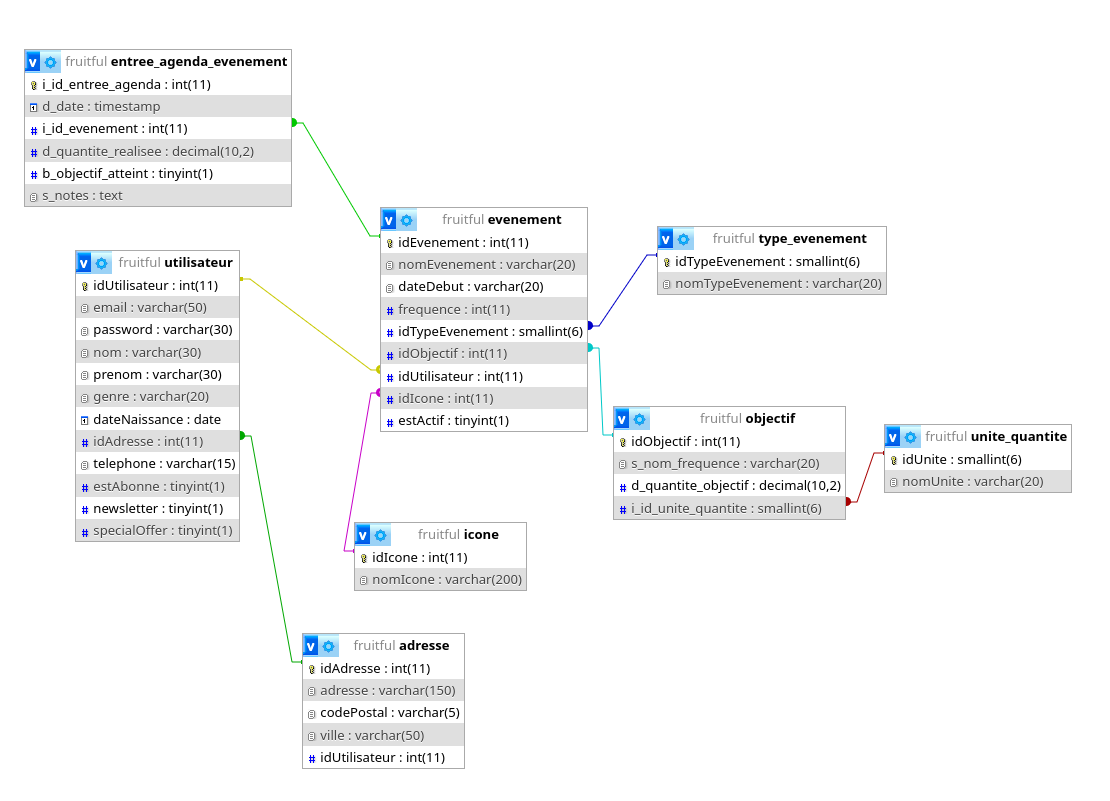 v fruitful entree_agenda_evenement
i_id_entree_agenda : int(11)
d_date : timestamp
# i_id_evenement : int(11)
# d_quantite_realisee : decimal(10,2)
# b_objectif_atteint : tinyint(1)
s_notes : text
v fruitful evenement
idEvenement : int(11)
nomEvenement : varchar(20)
dateDebut : varchar(20)
# frequence : int(11)
# idTypeEvenement : smallint(6)
# idObjectif : int(11)
# idUtilisateur : int(11)
# idIcone : int(11)
# estActif : tinyint(1)
v fruitful type_evenement
idTypeEvenement : smallint(6)
nomTypeEvenement : varchar(20)
v fruitful utilisateur
idUtilisateur : int(11)
email : varchar(50)
password : varchar(30)
nom : varchar(30)
prenom : varchar(30)
genre : varchar(20)
dateNaissance : date
# idAdresse : int(11)
telephone : varchar(15)
# estAbonne : tinyint(1)
# newsletter : tinyint(1)
# specialOffer : tinyint(1)
v fruitful objectif
idObjectif : int(11)
s_nom_frequence : varchar(20)
# d_quantite_objectif : decimal(10,2)
# i_id_unite_quantite : smallint(6)
v fruitful unite_quantite
idUnite : smallint(6)
nomUnite : varchar(20)
v fruitful icone
idIcone : int(11)
nomIcone : varchar(200)
v fruitful adresse
idAdresse : int(11)
adresse : varchar(150)
codePostal : varchar(5)
ville : varchar(50)
# idUtilisateur : int(11)